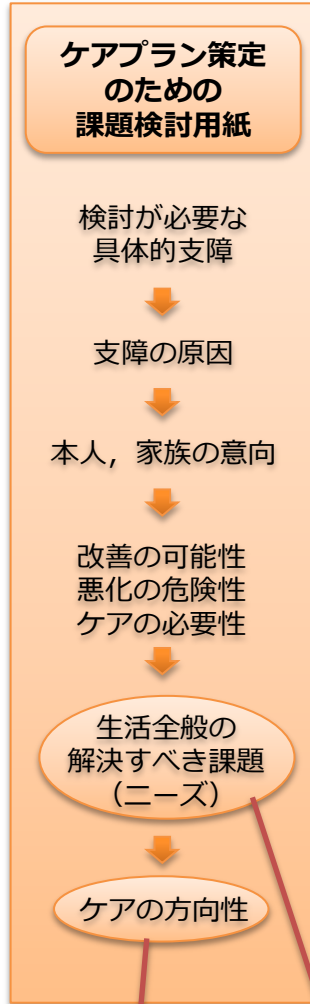 ケアプラン策定
のための
課題検討用紙
検討が必要な
具体的支障
支障の原因
本人，家族の意向
改善の可能性
悪化の危険性
ケアの必要性
生活全般の
解決すべき課題
（ニーズ）
ケアの方向性